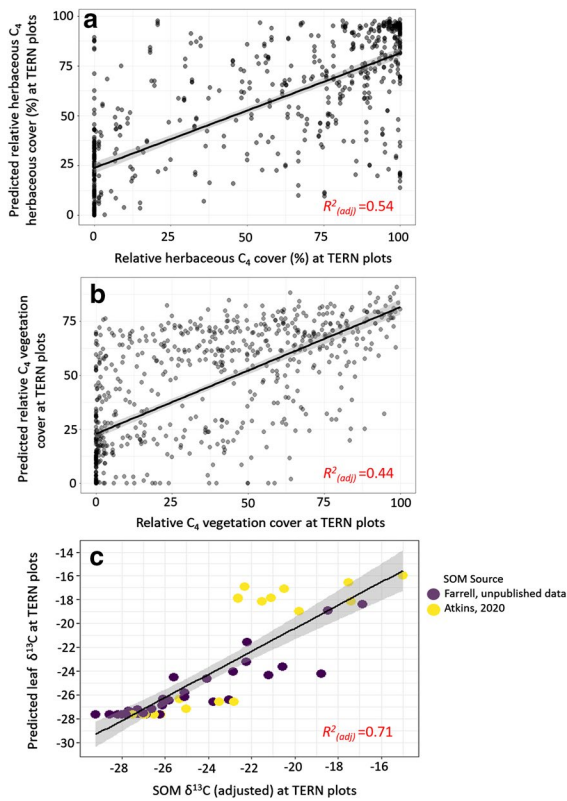 a
Predicted relative herbaceous C4
herbaceous cover (%) at TERN plots
100
75
50
25
0
R2(adj)=0.54
0 25 50 75 100
Relative herbaceous C4 cover (%) at TERN plots
b
Predicted relative C4 vegetation
cover at TERN plots
75
50
25
0
R2(adj)=0.44
0 25 50 75 100
Relative C4 vegetation cover at TERN plots
c
Predicted leaf δ13C at TERN plots
-14
-16
-18
-20
-22
-24
-26
-28
-30
R2(adj)=0.71
-28 -26 -24 -22 -20 -18 -16
SOM δ13C (adjusted) at TERN plots
SOM Source
Farrell, unpublished data
Atkins, 2020